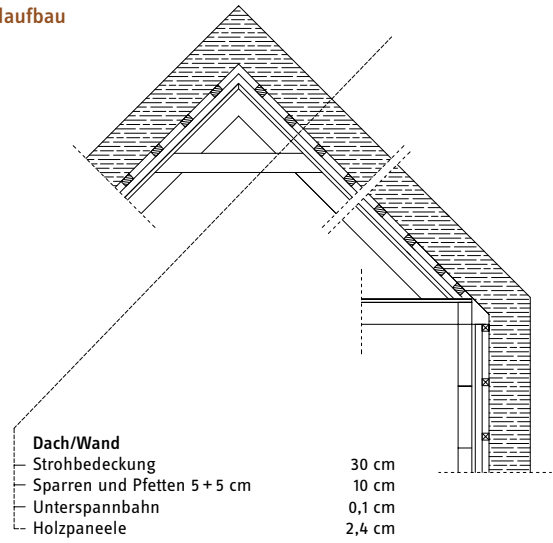 Dach/Wand
Strohbedeckung 30 cm
Sparren und Pfetten 5 + 5 cm 10 cm
Unterspannbahn 0,1 cm
Holzpaneele 2,4 cm